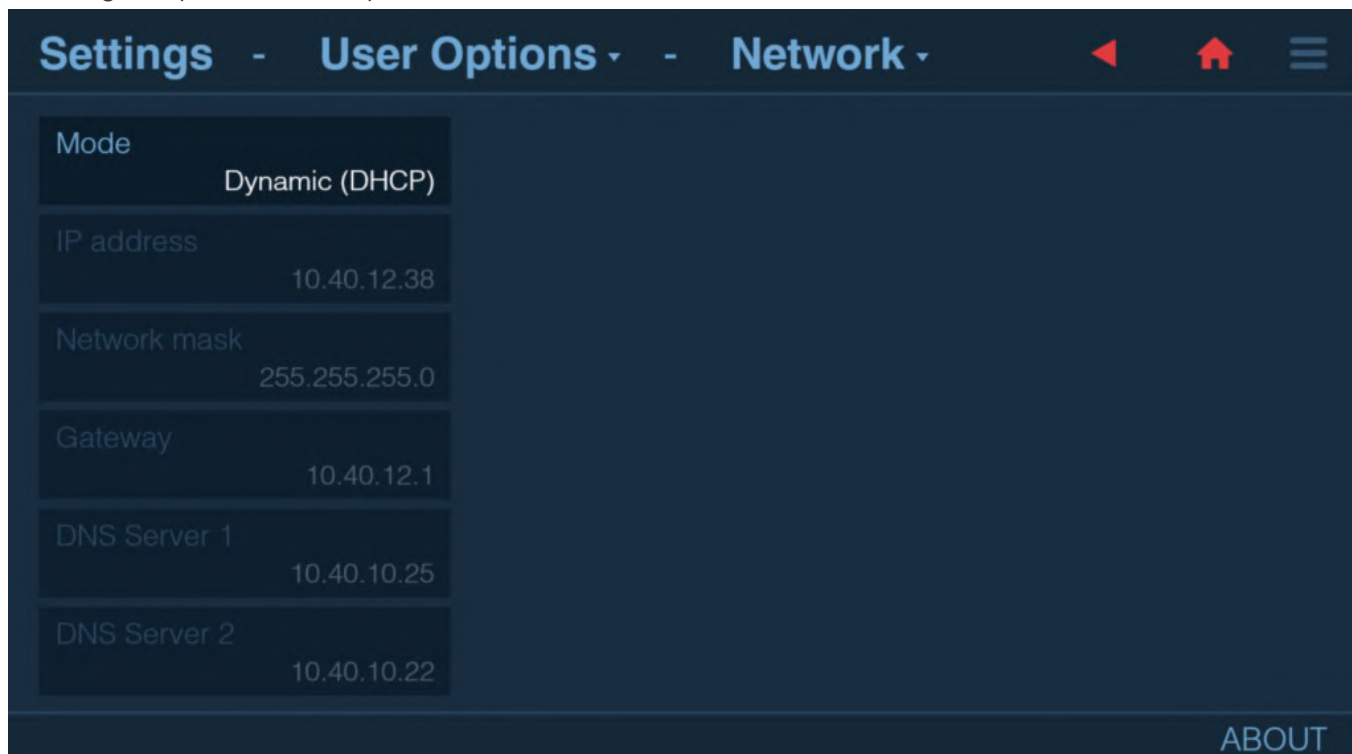 Settings - User Options - Network
Mode
Dynamic (DHCP)
IP address
10.40.12.38
Network mask
255.255.255.0
Gateway
10.40.12.1
DNS Server 1
10.40.10.25
DNS Server 2
10.40.10.22
ABOUT